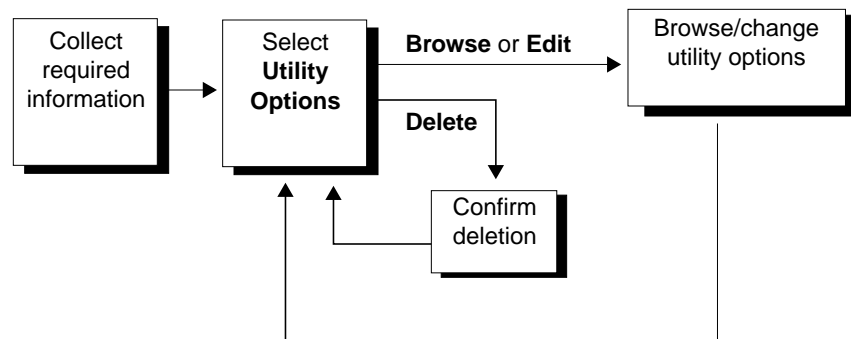 Collect
required
information
Select
Utility
Options
Browse or Edit
Delete
Browse/change
utility options
Confirm
deletion